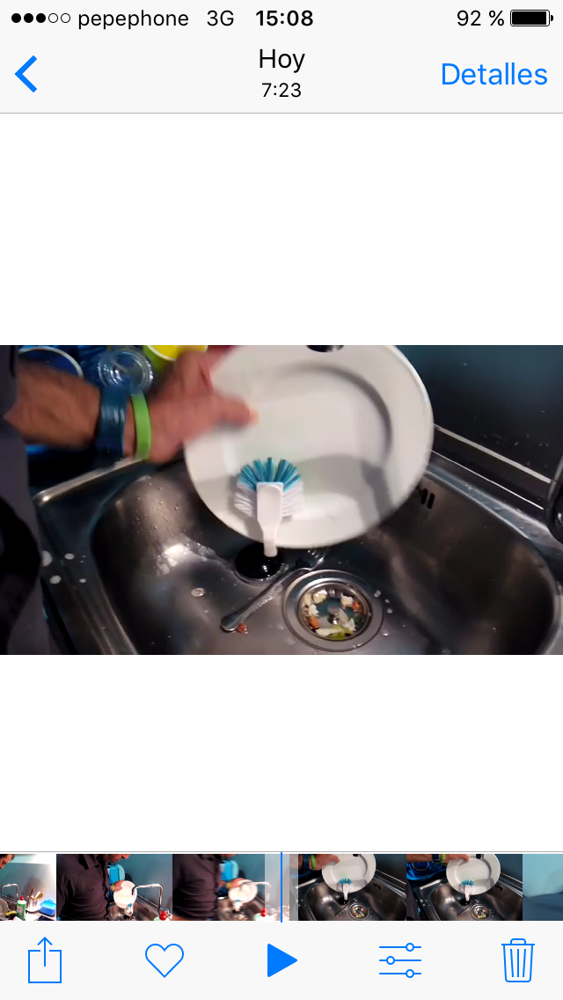 ●●●○○ pepephone 3G 15:08 92 %
Hoy
7:23
Detalles